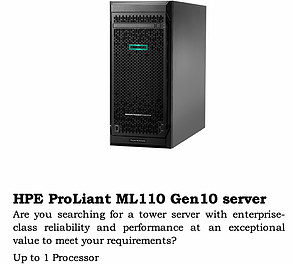 HPE ProLiant ML110 Gen10 server
Are you searching for a tower server with enterprise-
class reliability and performance at an exceptional
value to meet your requirements?
Up to 1 Processor